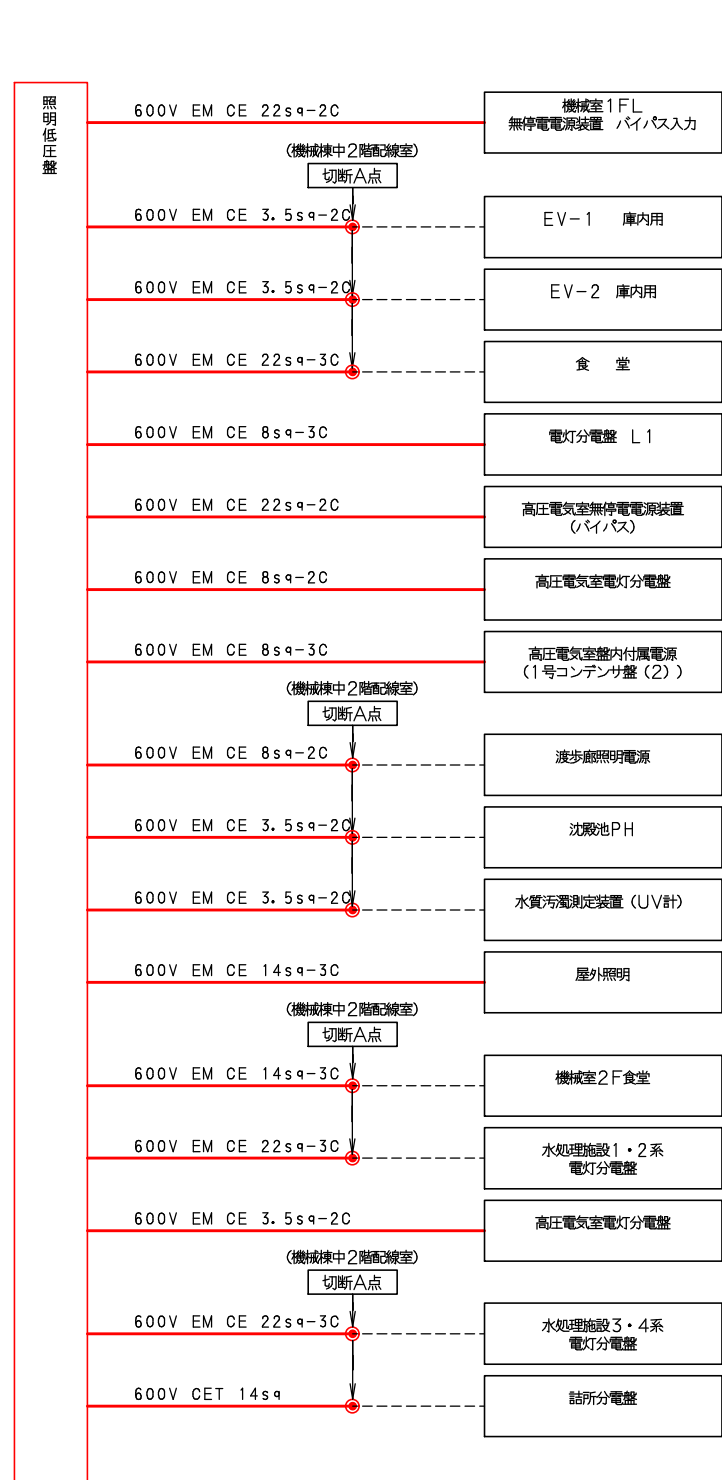 照明低圧盤
600V EM CE 22sq-2C
機械室1FL
無停電電源装置　バイパス入力
(機械棟中2階配線室)
切断A点
600V EM CE 3.5sq-2C
EV-1　庫内用
600V EM CE 3.5sq-2C
EV-2　庫内用
600V EM CE 22sq-3C
食　堂
600V EM CE 8sq-3C
電灯分電盤　L1
600V EM CE 22sq-2C
高圧電気室無停電電源装置
(バイパス)
600V EM CE 8sq-2C
高圧電気室電灯分電盤
600V EM CE 8sq-3C
高圧電気室盤内付属電源
(1号コンデンサ盤(2))
(機械棟中2階配線室)
切断A点
600V EM CE 8sq-2C
渡歩廊照明電源
600V EM CE 3.5sq-2C
沈殿池PH
600V EM CE 3.5sq-2C
水質汚濁測定装置(UV計)
600V EM CE 14sq-3C
屋外照明
(機械棟中2階配線室)
切断A点
600V EM CE 14sq-3C
機械室2F食堂
600V EM CE 22sq-3C
水処理施設1・2系
電灯分電盤
600V EM CE 3.5sq-2C
高圧電気室電灯分電盤
(機械棟中2階配線室)
切断A点
600V EM CE 22sq-3C
水処理施設3・4系
電灯分電盤
600V CET 14sq
詰所分電盤